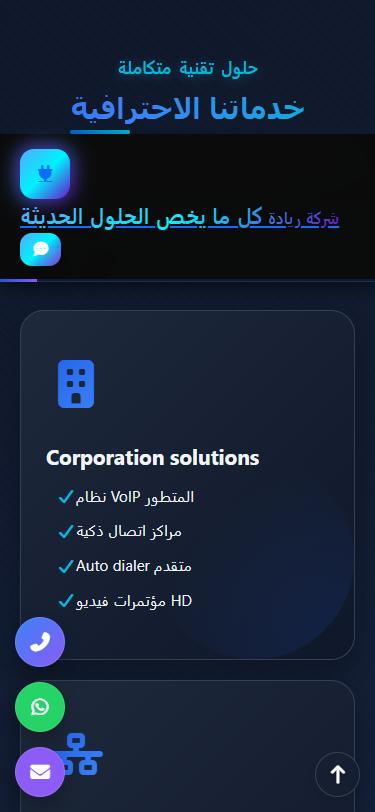 حلول تقنية متكاملة
خدماتنا الاحترافية
شركة ريادة كل ما يخص الحلول الحديثة
Corporation solutions
نظام VoIP المتطور
مراكز اتصال ذكية
Auto dialer متقدم
مؤتمرات فيديو HD